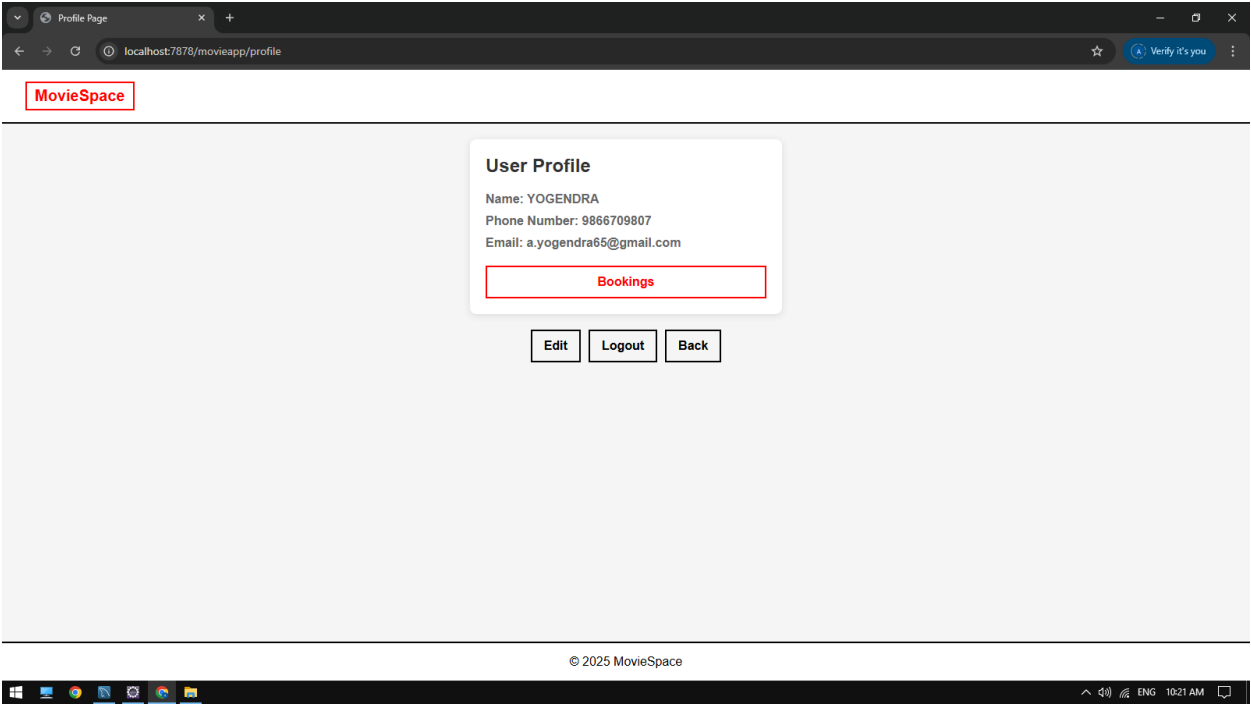 Profile Page
localhost:7878/movieapp/profile
Verify it's you
MovieSpace
User Profile
Name: YOGENDRA
Phone Number: 9866709807
Email: a.yogendra65@gmail.com
Bookings
Edit Logout Back
© 2025 MovieSpace
ENG 10:21 AM